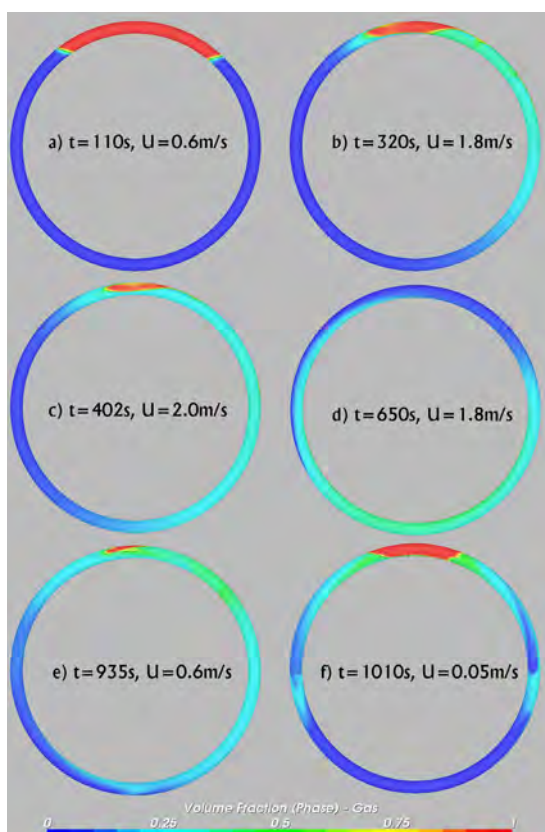 a) t=110s, U=0.6m/s
b) t=320s, U=1.8m/s
c) t=402s, U=2.0m/s
d) t=650s, U=1.8m/s
e) t=935s, U=0.6m/s
f) t=1010s, U=0.05m/s
Volume Fraction (Phase) - Gas
0 0.25 0.5 0.75 1